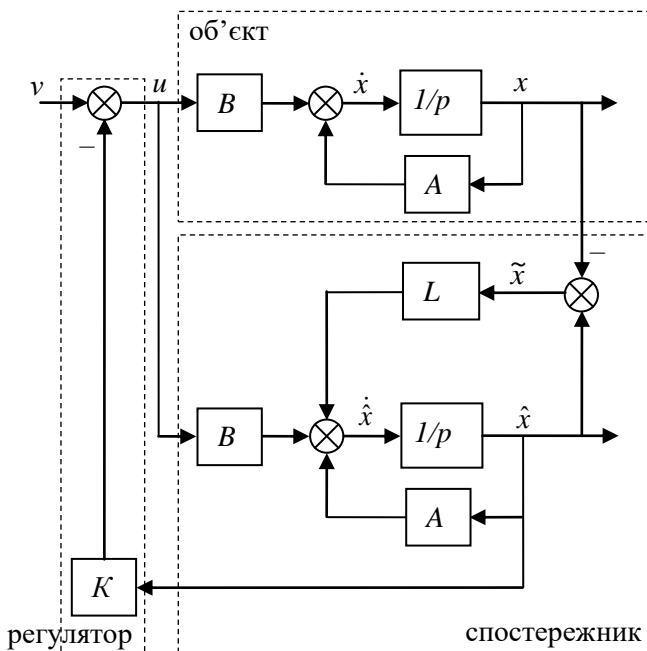 об’єкт
v u B ẋ 1/p x
–
A
–
L x̃
B x̂̇ 1/p x̂
A
К
регулятор спостережник